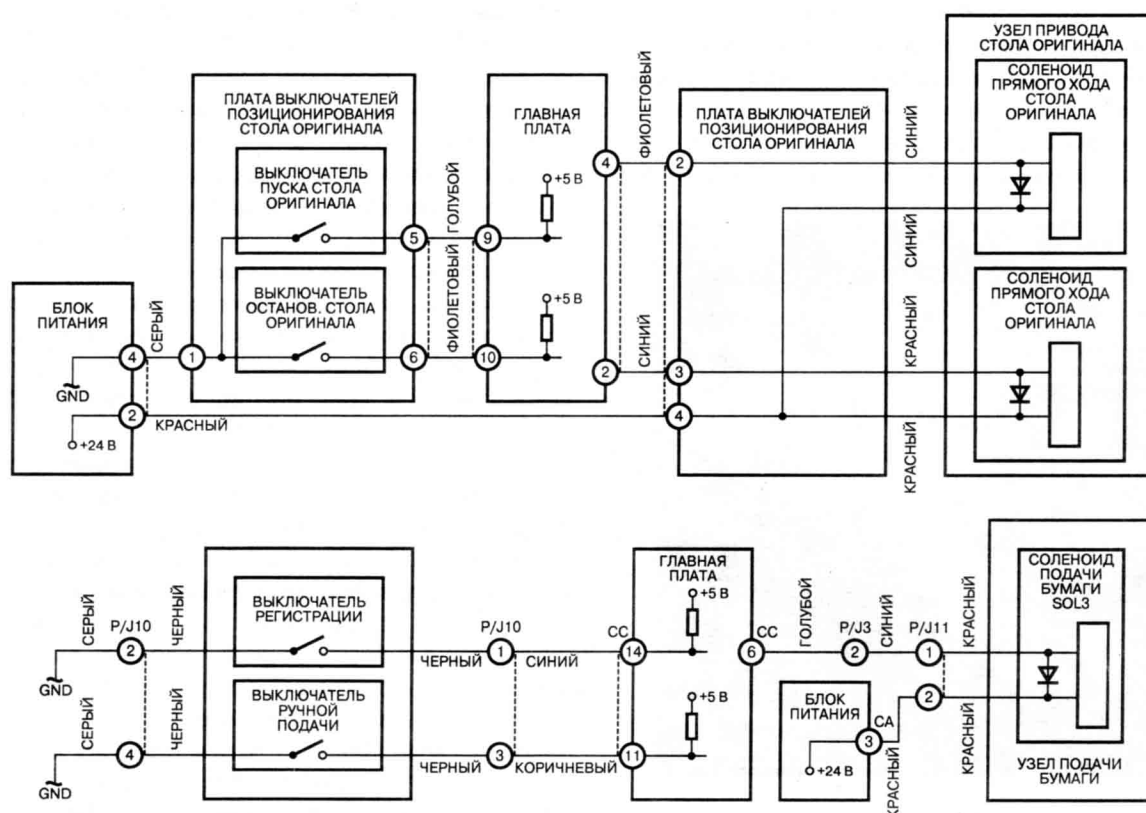 УЗЕЛ ПРИВОДА
СТОЛА ОРИГИНАЛА
СОЛЕНОИД
ПРЯМОГО ХОДА
СТОЛА
ОРИГИНАЛА
ПЛАТА ВЫКЛЮЧАТЕЛЕЙ
ПОЗИЦИОНИРОВАНИЯ
СТОЛА ОРИГИНАЛА
ГЛАВНАЯ
ПЛАТА
ФИОЛЕТОВЫЙ
ПЛАТА ВЫКЛЮЧАТЕЛЕЙ
ПОЗИЦИОНИРОВАНИЯ
СТОЛА ОРИГИНАЛА
СИНИЙ
ВЫКЛЮЧАТЕЛЬ
ПУСКА СТОЛА
ОРИГИНАЛА
4
2
+5 В
ГОЛУБОЙ
5
9
СИНИЙ
ВЫКЛЮЧАТЕЛЬ
ОСТАНОВ. СТОЛА
ОРИГИНАЛА
ФИОЛЕТОВЫЙ
+5 В
СОЛЕНОИД
ПРЯМОГО ХОДА
СТОЛА
ОРИГИНАЛА
БЛОК
ПИТАНИЯ
СЕРЫЙ
4
1
6
10
2
СИНИЙ
3
КРАСНЫЙ
GND
2
КРАСНЫЙ
4
+24 В
КРАСНЫЙ
ГЛАВНАЯ
ПЛАТА
+5 В
СОЛЕНОИД
ПОДАЧИ
БУМАГИ
SOL3
ВЫКЛЮЧАТЕЛЬ
РЕГИСТРАЦИИ
СЕРЫЙ
P/J10
ЧЕРНЫЙ
P/J10
CC
CC
ГОЛУБОЙ
P/J3
СИНИЙ
P/J11
КРАСНЫЙ
2
ЧЕРНЫЙ
1
СИНИЙ
14
6
2
1
GND
ВЫКЛЮЧАТЕЛЬ
РУЧНОЙ
ПОДАЧИ
+5 В
БЛОК
ПИТАНИЯ
CA
2
СЕРЫЙ
ЧЕРНЫЙ
КРАСНЫЙ
3
4
ЧЕРНЫЙ
3
КОРИЧНЕВЫЙ
11
+24 В
КРАСНЫЙ
УЗЕЛ ПОДАЧИ
БУМАГИ
GND